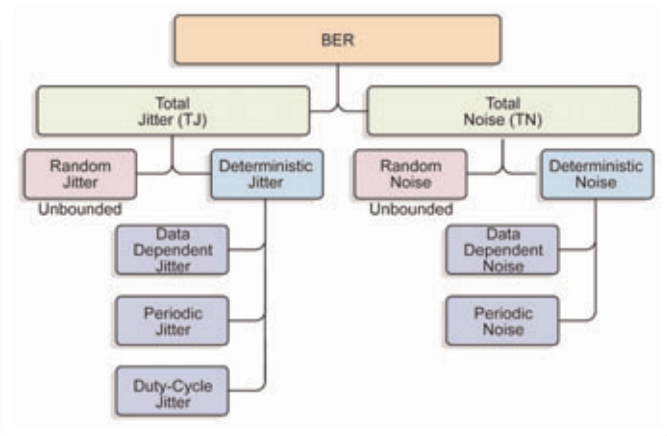 BER
Total
Jitter (TJ)
Total
Noise (TN)
Random
Jitter
Deterministic
Jitter
Random
Noise
Deterministic
Noise
Unbounded
Unbounded
Data
Dependent
Jitter
Data
Dependent
Noise
Periodic
Jitter
Periodic
Noise
Duty-Cycle
Jitter